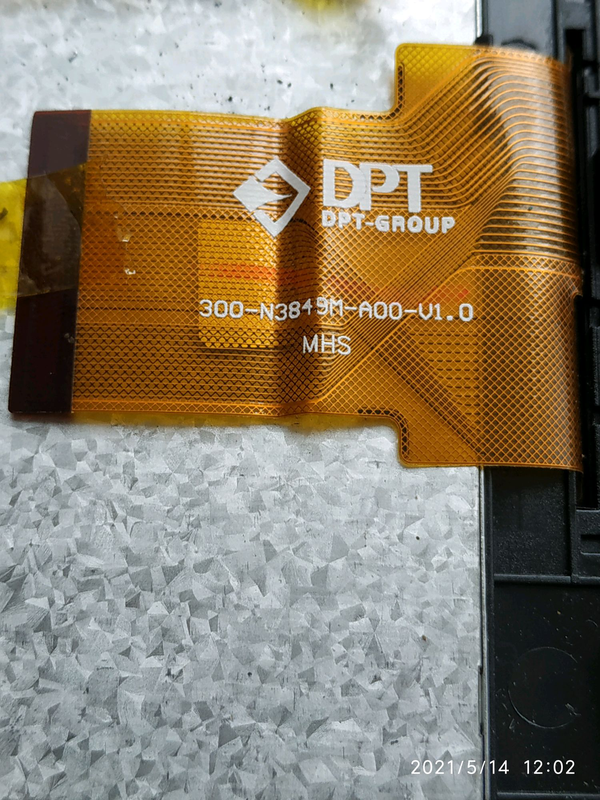 DPT
DPT-GROUP
300-N3849M-A00-V1.0
MHS
2021/5/14 12:02